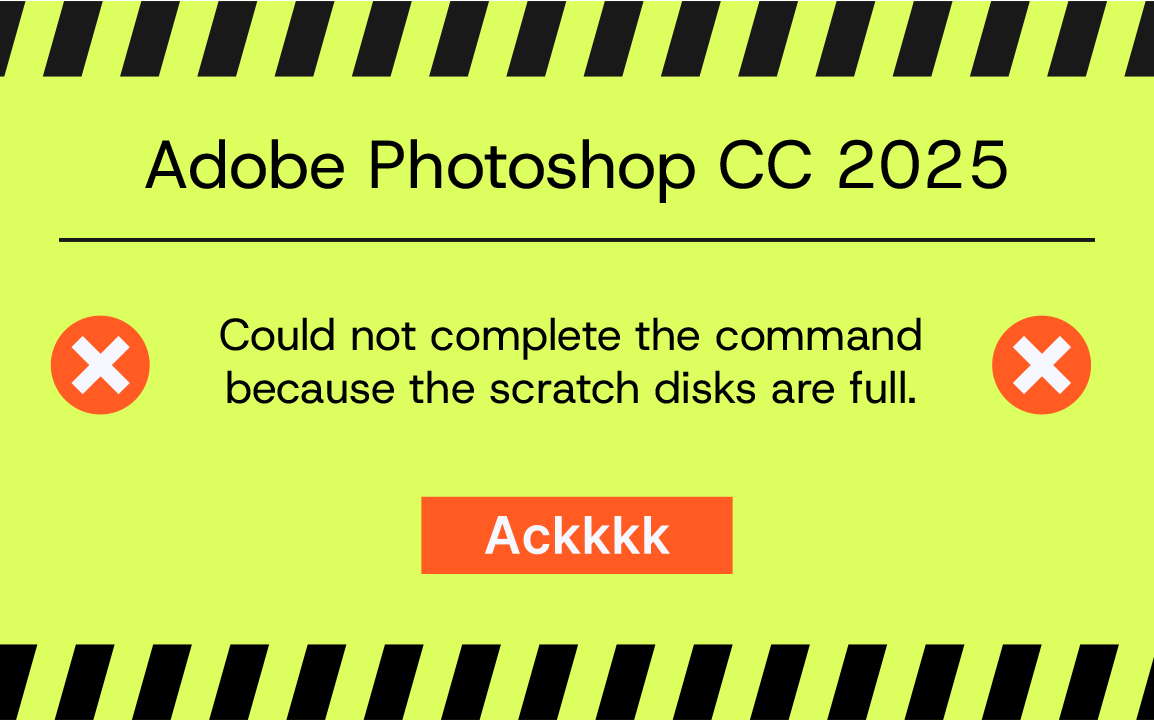 Adobe Photoshop CC 2025
Could not complete the command
because the scratch disks are full.
Ackkkk